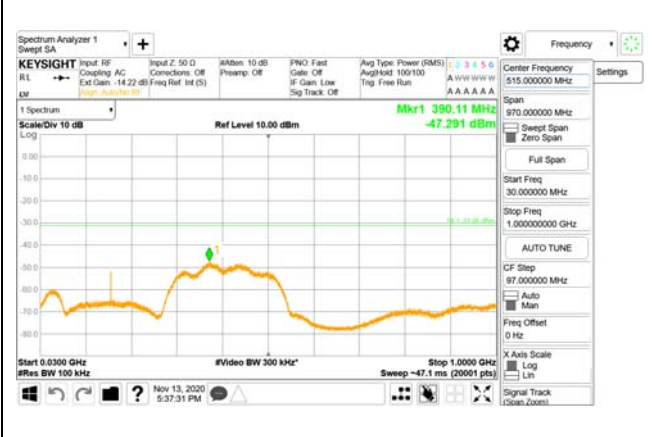 Spectrum Analyzer 1
Swept SA
Frequency
KEYSIGHT
RL
Input: RF
Coupling: AC
Ext Gain: -14.22 dB
Align: Auto/No RF
Input Z: 50 Ω
Corrections: Off
Freq Ref: Int (S)
#Atten: 10 dB
Preamp: Off
PNO: Fast
Gate: Off
IF Gain: Low
Sig Track: Off
Avg Type: Power (RMS)
Avg|Hold: 100/100
Trig: Free Run
1 2 3 4 5 6
A W W W W W
A A A A A A
1 Spectrum
Scale/Div 10 dB
Ref Level 10.00 dBm
Mkr1 390.11 MHz
-47.291 dBm
Log
0.00
-10.0
-20.0
-30.0
-40.0
-50.0
-60.0
-70.0
-80.0
1
Start 0.0300 GHz
#Res BW 100 kHz
#Video BW 300 kHz*
Stop 1.0000 GHz
Sweep ~47.1 ms (20001 pts)
Nov 13, 2020
5:37:31 PM
Center Frequency
515.000000 MHz
Settings
Span
970.000000 MHz
Swept Span
Zero Span
Full Span
Start Freq
30.000000 MHz
Stop Freq
1.000000000 GHz
AUTO TUNE
CF Step
97.000000 MHz
Auto
Man
Freq Offset
0 Hz
X Axis Scale
Log
Lin
Signal Track
(Span Zoom)